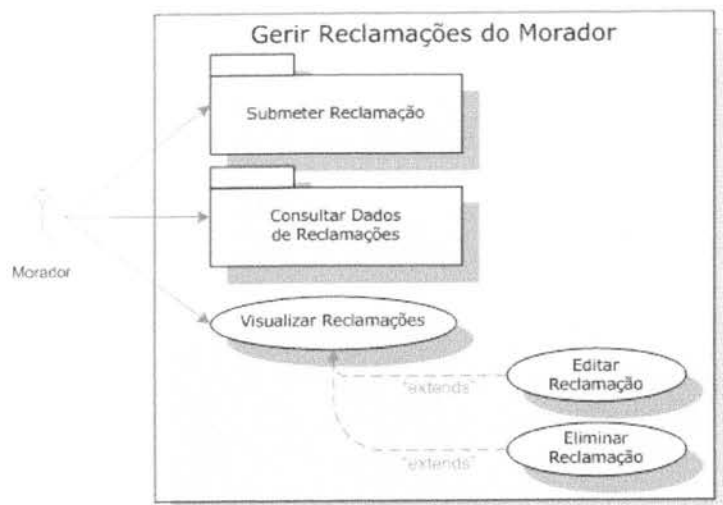 Gerir Reclamações do Morador
Submeter Reclamação
Consultar Dados
de Reclamações
Morador
Visualizar Reclamações
Editar
Reclamação
"extends"
Eliminar
Reclamação
"extends"